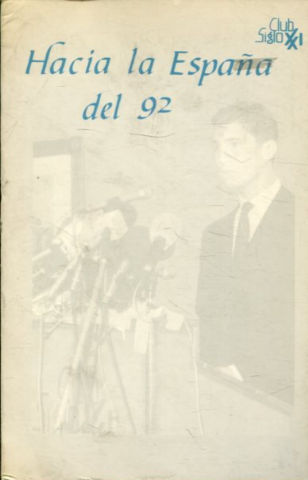 Club
Siglo XXI
Hacia la España
del 92